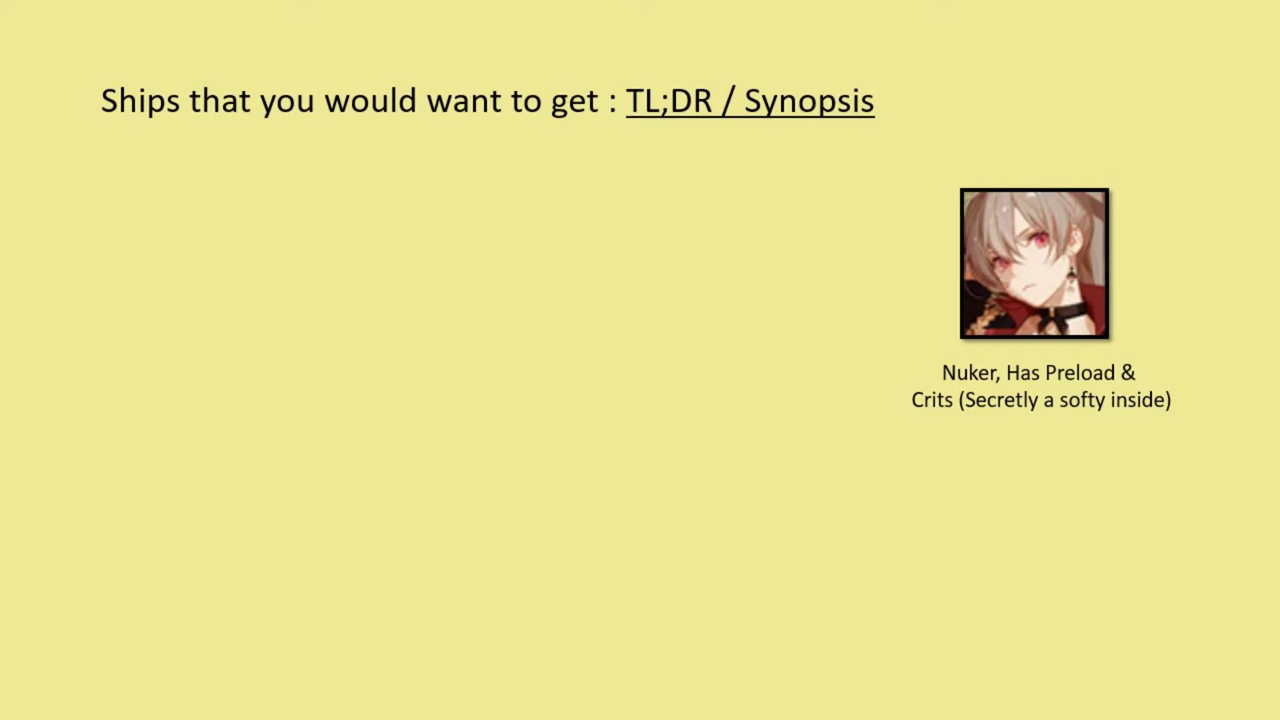 Ships that you would want to get : TL;DR / Synopsis
Nuker, Has Preload &
Crits (Secretly a softy inside)